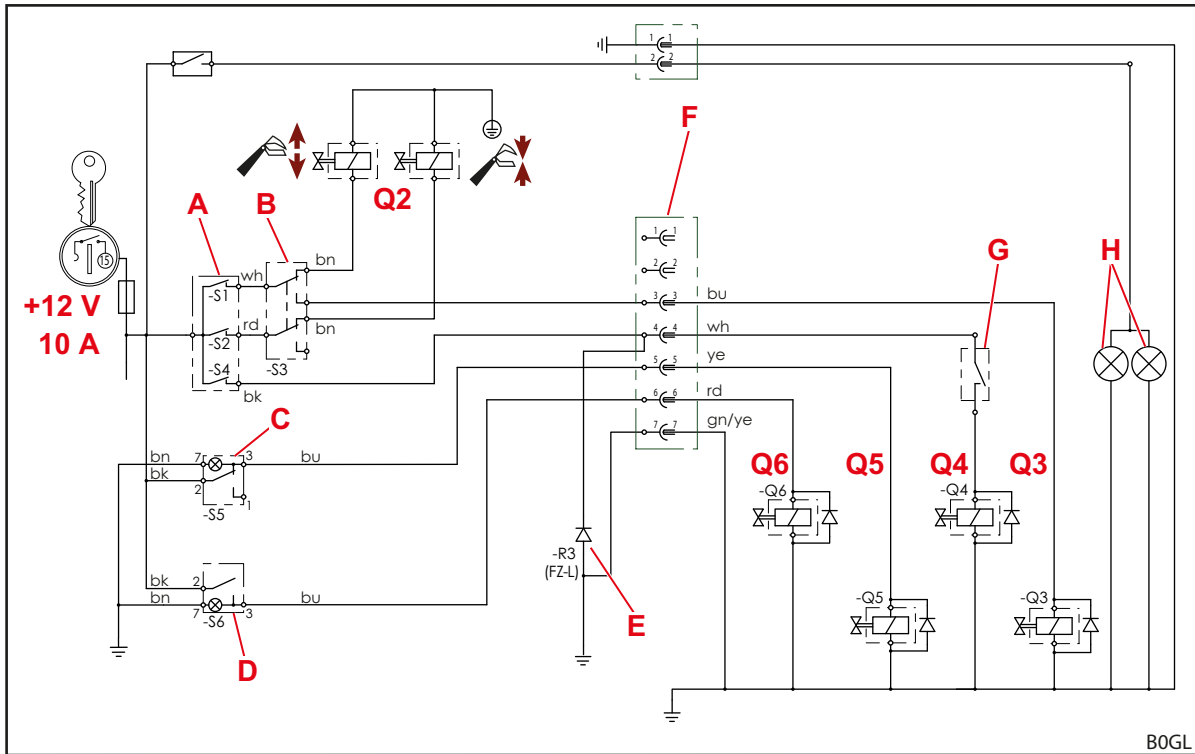 1 1
2 2
F
A
B
Q2
G
H
15
+12 V
10 A
-S1
wh
bn
-S2
rd
bn
-S3
-S4
bk
1 1
2 2
3 3
bu
4 4
wh
5 5
ye
6 6
rd
7 7
gn/ye
C
bn
7
3
bu
bk
2
1
-S5
Q6
Q5
Q4
Q3
-Q6
-Q4
-R3
(FZ-L)
E
bk
2
bn
7
3
bu
-S6
D
-Q5
-Q3
B0GL